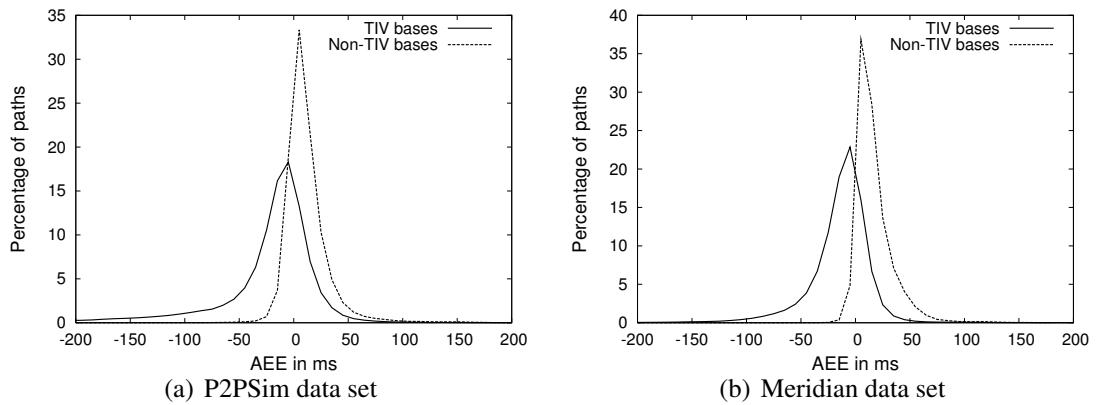 TIV bases
Non-TIV bases
Percentage of paths
35
30
25
20
15
10
5
0
-200 -150 -100 -50 0 50 100 150 200
AEE in ms
(a) P2PSim data set
TIV bases
Non-TIV bases
Percentage of paths
40
35
30
25
20
15
10
5
0
-200 -150 -100 -50 0 50 100 150 200
AEE in ms
(b) Meridian data set